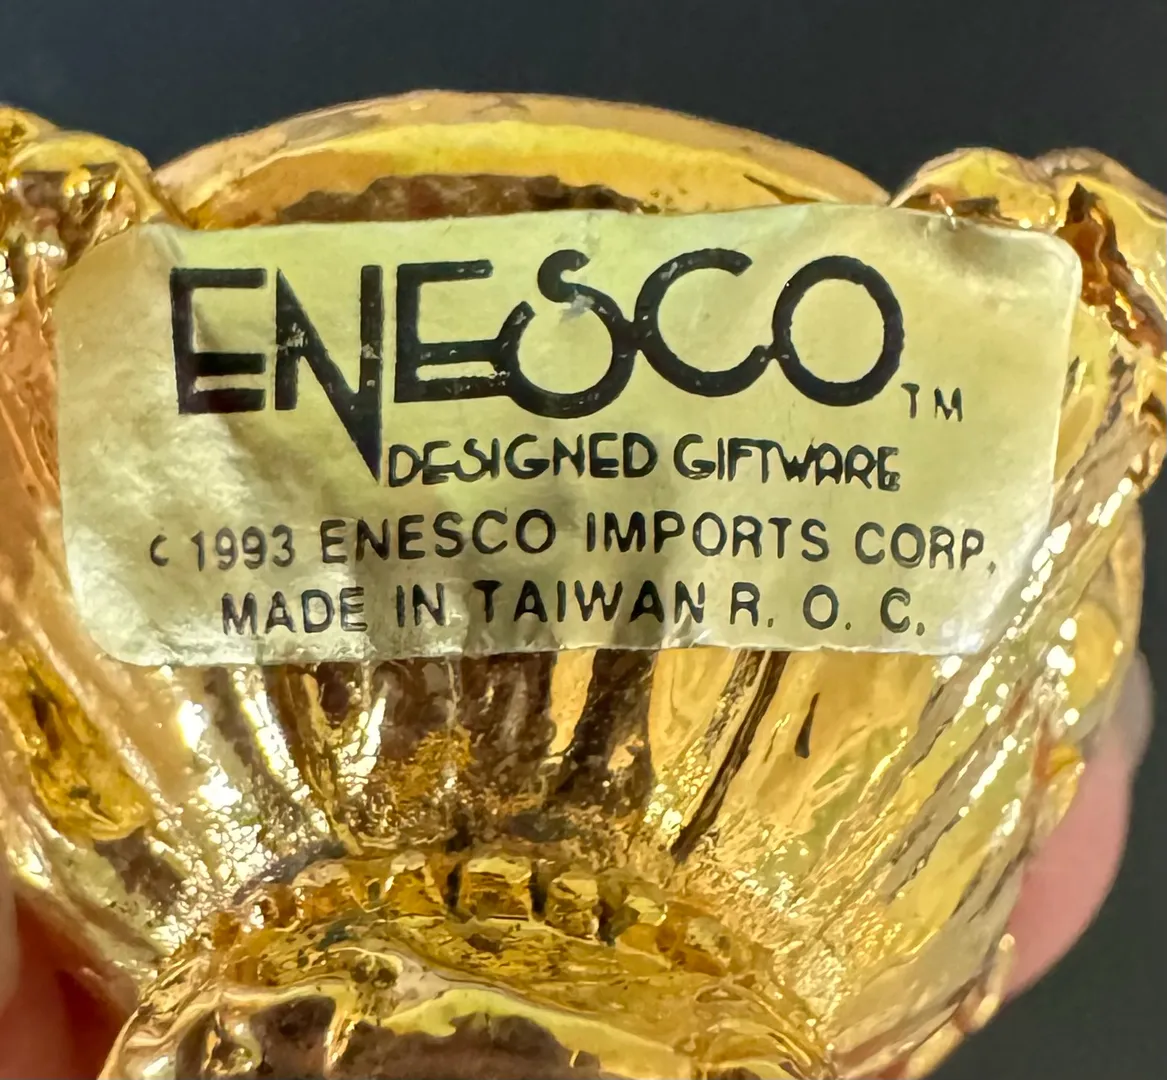 ENESCO TM
DESIGNED GIFTWARE
c 1993 ENESCO IMPORTS CORP.
MADE IN TAIWAN R. O. C.